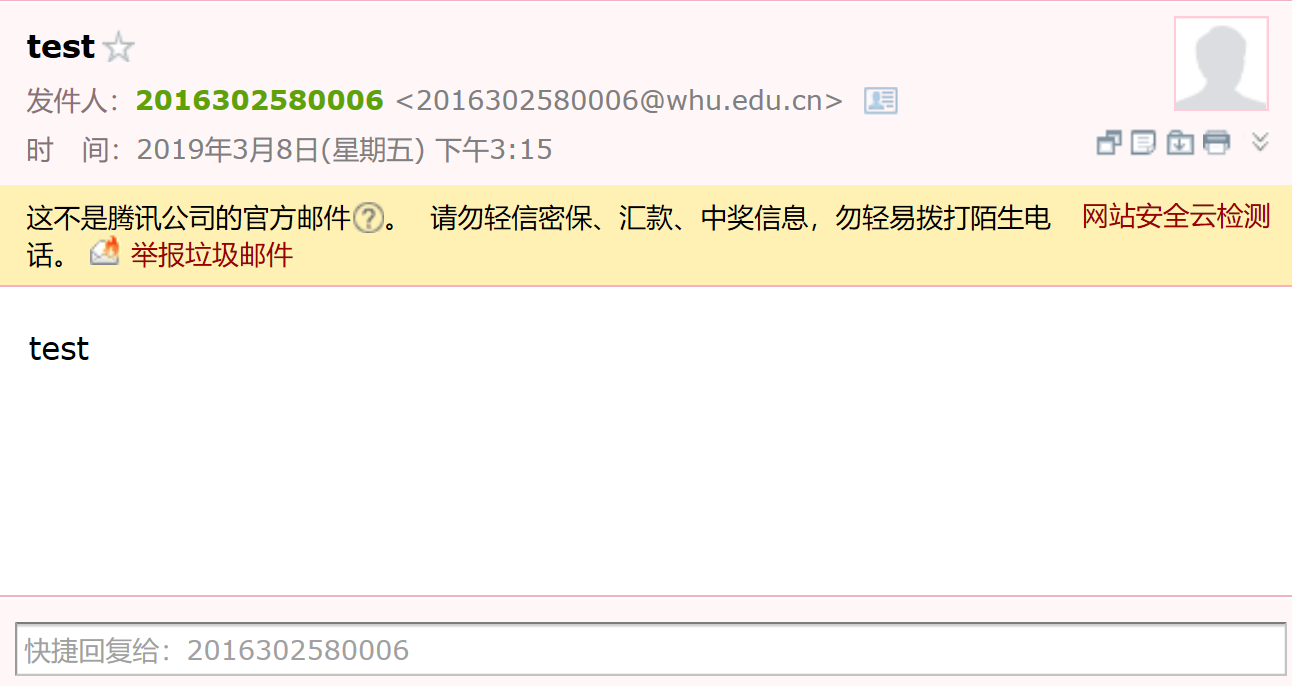 test
发件人：2016302580006 <2016302580006@whu.edu.cn>
时　间：2019年3月8日(星期五) 下午3:15
这不是腾讯公司的官方邮件?。 请勿轻信密保、汇款、中奖信息，勿轻易拨打陌生电 网站安全云检测
话。 举报垃圾邮件
test
快捷回复给：2016302580006